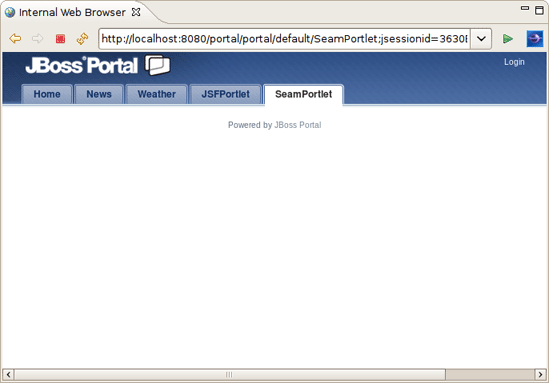 Internal Web Browser
http://localhost:8080/portal/portal/default/SeamPortlet;jsessionid=3630
JBoss Portal
Login
Home News Weather JSFPortlet SeamPortlet
Powered by JBoss Portal